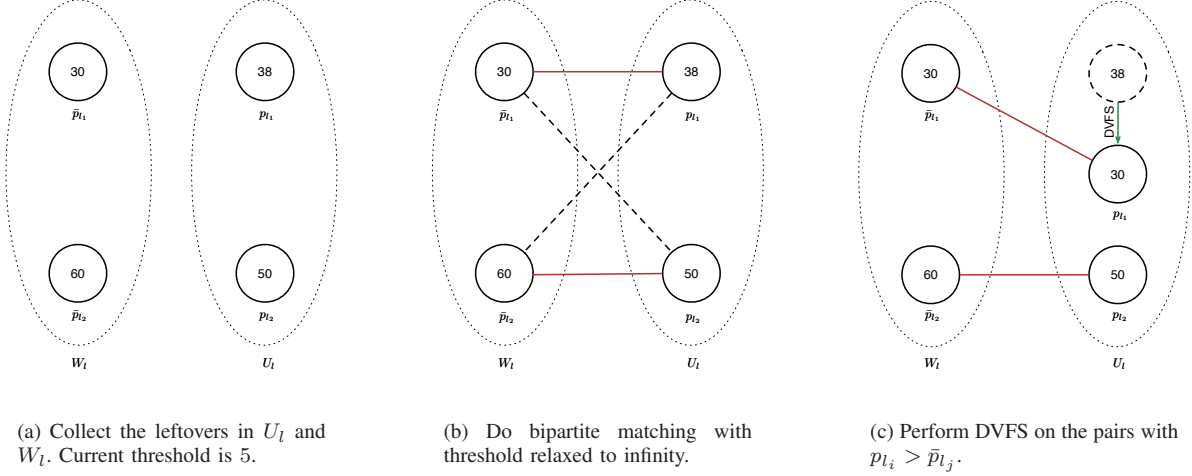 30
38
p̄l₁
pl₁
60
50
p̄l₂
pl₂
Wl
Ul
(a) Collect the leftovers in Ul and
Wl. Current threshold is 5.
30
38
p̄l₁
pl₁
60
50
p̄l₂
pl₂
Wl
Ul
(b) Do bipartite matching with
threshold relaxed to infinity.
30
38
p̄l₁
DVFS
30
pl₁
60
50
p̄l₂
pl₂
Wl
Ul
(c) Perform DVFS on the pairs with
pli > p̄lj.